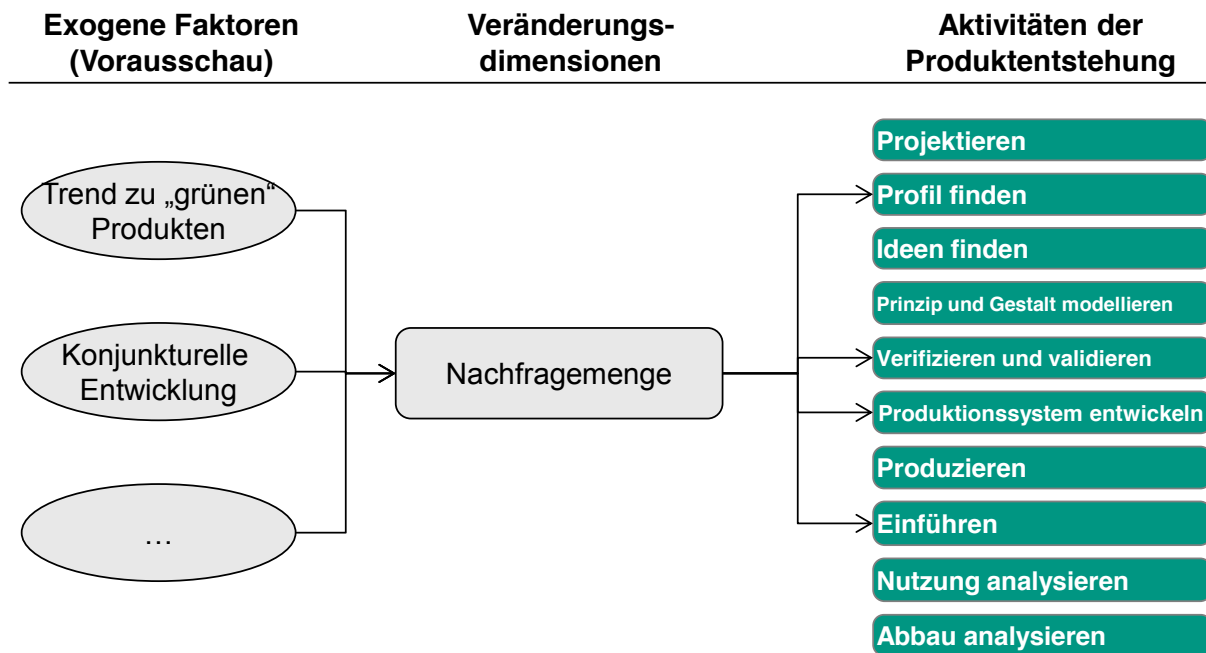 Exogene Faktoren
(Vorausschau)
Veränderungs-
dimensionen
Aktivitäten der
Produktentstehung
Trend zu „grünen“
Produkten
Konjunkturelle
Entwicklung
…
Nachfragemenge
Projektieren
Profil finden
Ideen finden
Prinzip und Gestalt modellieren
Verifizieren und validieren
Produktionssystem entwickeln
Produzieren
Einführen
Nutzung analysieren
Abbau analysieren